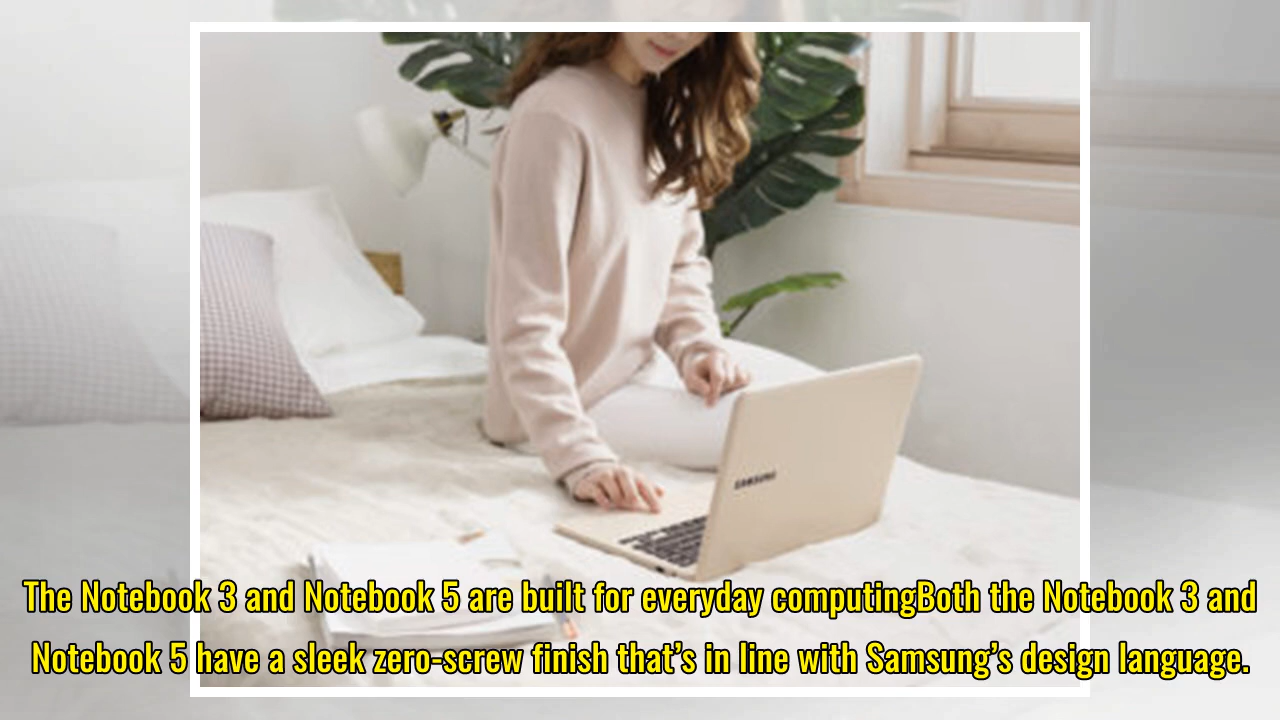 SAMSUNG
The Notebook 3 and Notebook 5 are built for everyday computingBoth the Notebook 3 and
Notebook 5 have a sleek zero-screw finish that’s in line with Samsung’s design language.